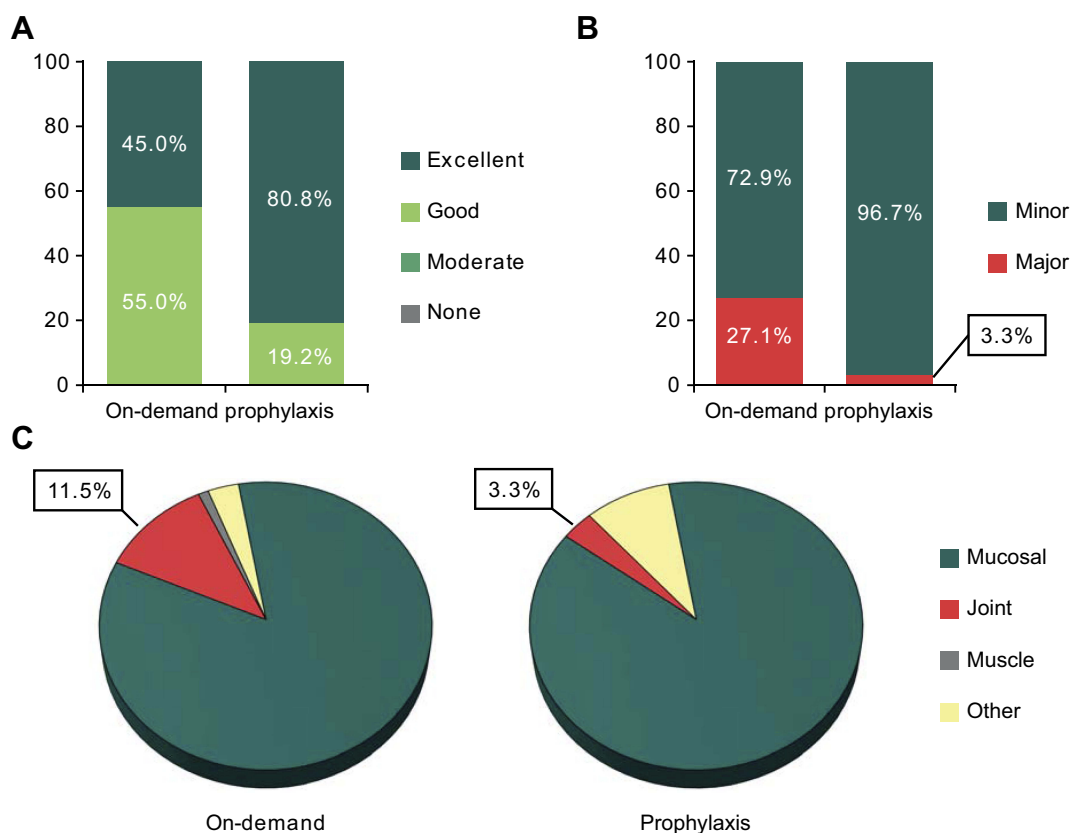 A
100
80
60
40
20
0
45.0%
55.0%
80.8%
19.2%
On-demand prophylaxis
Excellent
Good
Moderate
None
B
100
80
60
40
20
0
72.9%
27.1%
96.7%
3.3%
On-demand prophylaxis
Minor
Major
C
11.5%
On-demand
3.3%
Prophylaxis
Mucosal
Joint
Muscle
Other